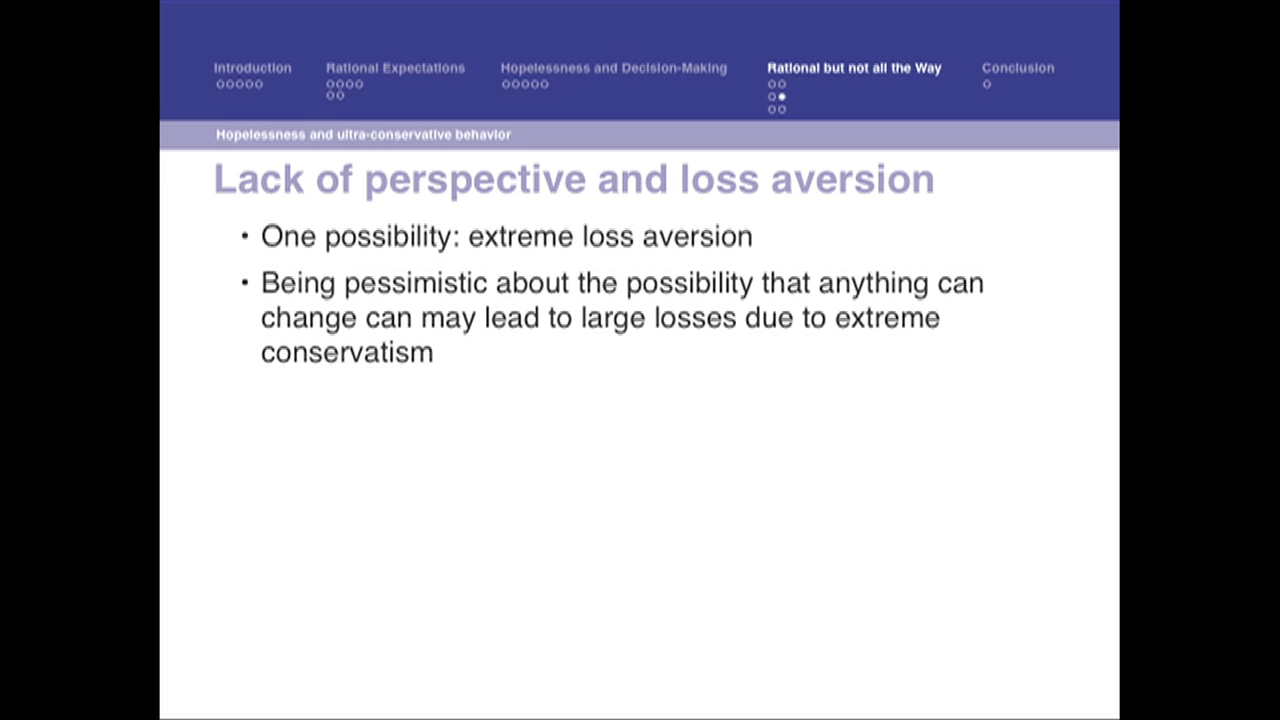 Introduction Rational Expectations Hopelessness and Decision-Making Rational but not all the Way Conclusion
Hopelessness and ultra-conservative behavior
Lack of perspective and loss aversion
• One possibility: extreme loss aversion
• Being pessimistic about the possibility that anything can
change can may lead to large losses due to extreme
conservatism